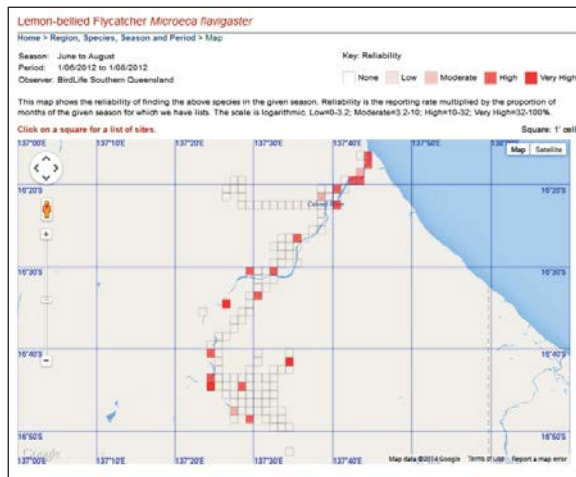 Lemon-bellied Flycatcher Microeca flavigaster
Home > Region, Species, Season and Period > Map
Season: June to August
Period: 1/06/2012 to 1/08/2012
Observer: BirdLife Southern Queensland
Key: Reliability
None Low Moderate High Very High
This map shows the reliability of finding the above species in the given season. Reliability is the reporting rate multiplied by the proportion of
months of the given season for which we have lists. The scale is logarithmic. Low=0-3.2; Moderate=3.2-10; High=10-32; Very High=32-100%.
Click on a square for a list of sites.
Square: 1' cell
137°00'E 137°10'E 137°20'E 137°30'E 137°40'E 137°50'E 138°00'E
Map Satellite
16°20'S 16°20'S
16°30'S 16°30'S
16°40'S 16°40'S
16°50'S 16°50'S
Google
Map data ©2014 Google Terms of Use Report a map error
137°00'E 137°10'E 137°20'E 137°30'E 137°40'E 137°50'E 138°00'E